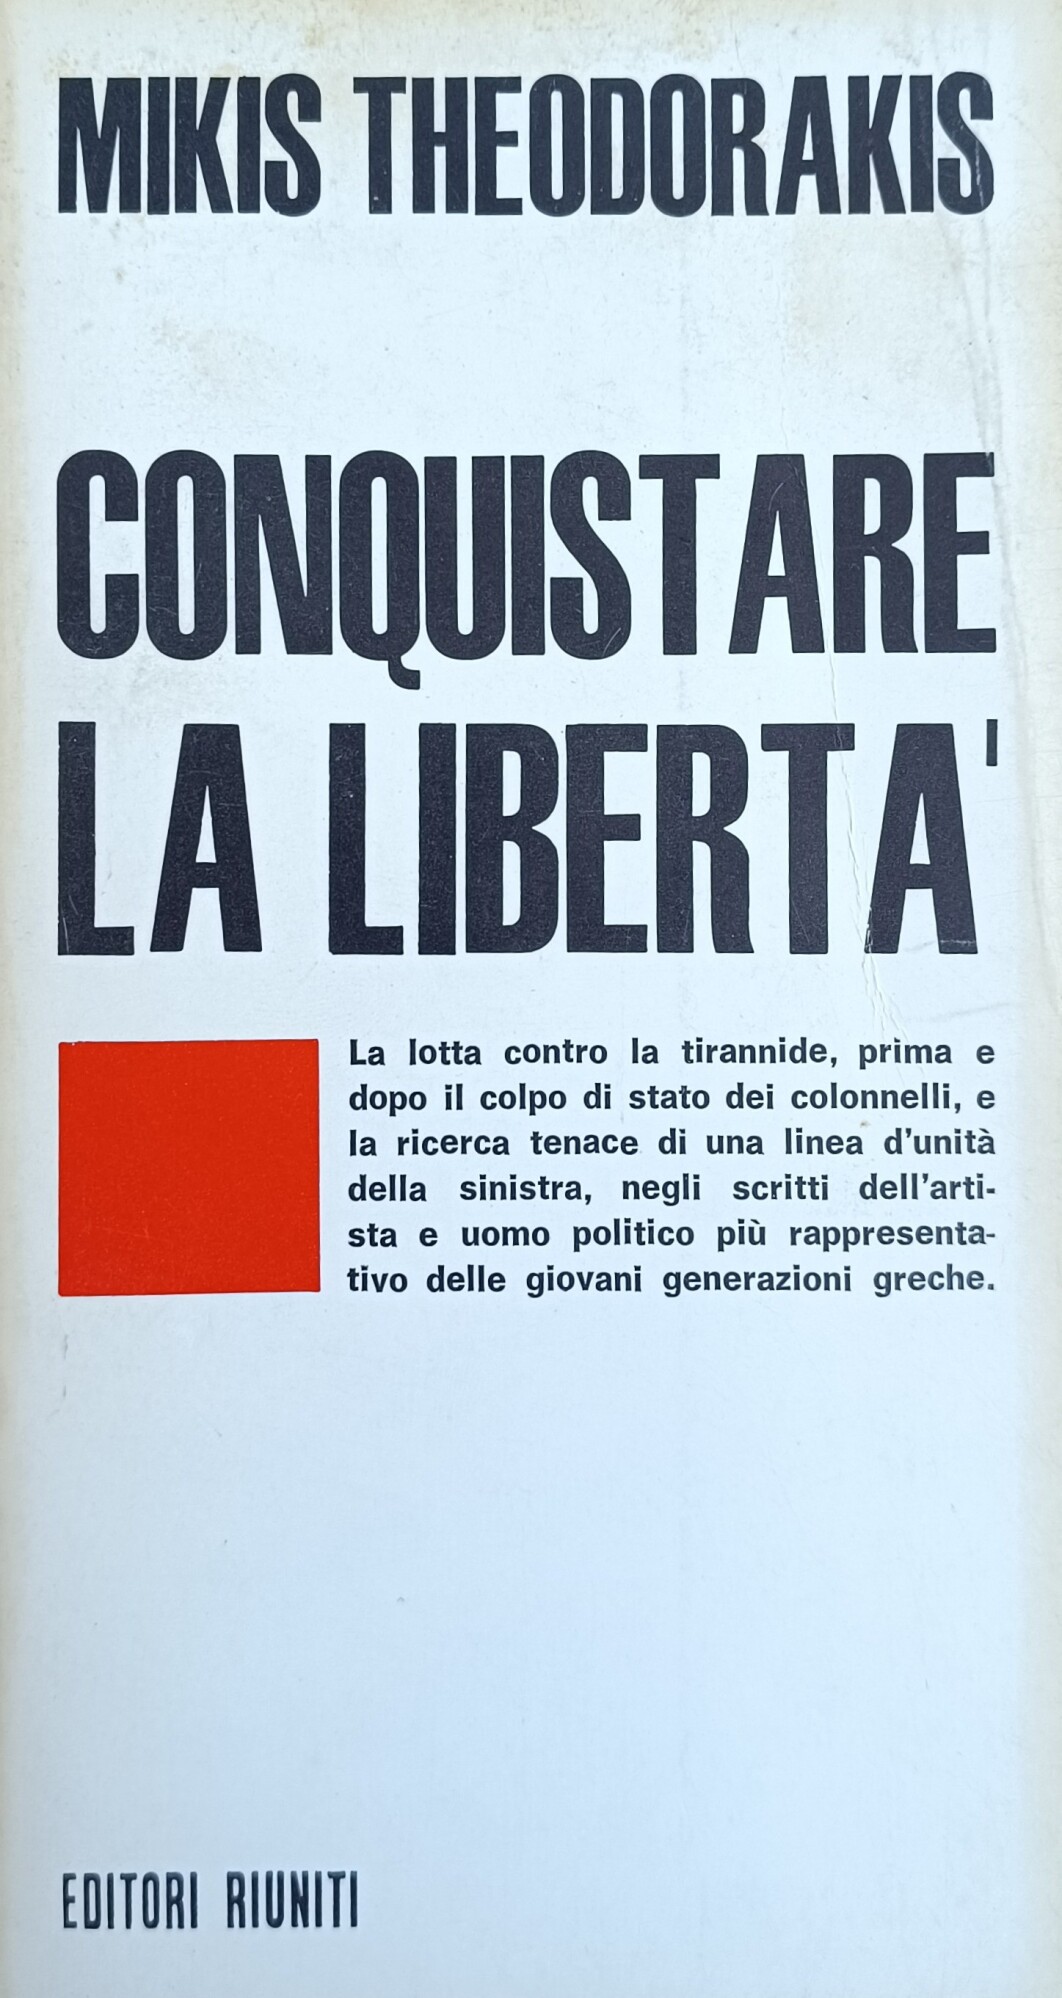 MIKIS THEODORAKIS
CONQUISTARE
LA LIBERTA'
La lotta contro la tirannide, prima e
dopo il colpo di stato dei colonnelli, e
la ricerca tenace di una linea d'unità
della sinistra, negli scritti dell'arti-
sta e uomo politico più rappresenta-
tivo delle giovani generazioni greche.
EDITORI RIUNITI